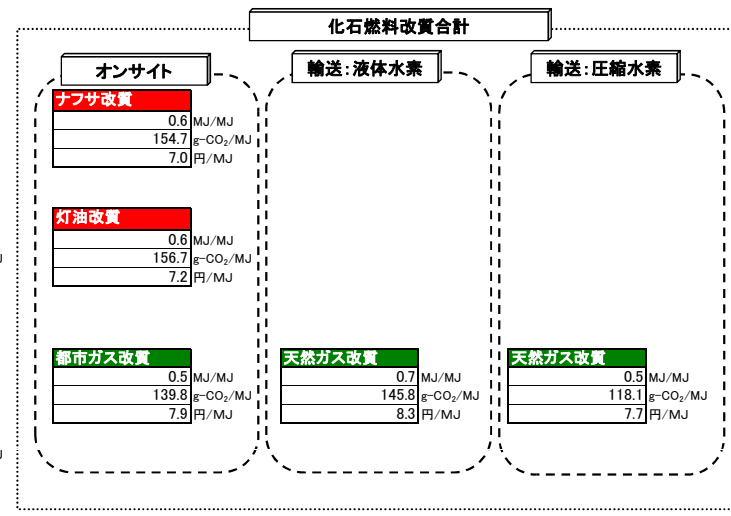 化石燃料改質合計
オンサイト
輸送：液体水素
輸送：圧縮水素
ナフサ改質
0.6 MJ/MJ
154.7 g-CO₂/MJ
7.0 円/MJ
灯油改質
0.6 MJ/MJ
156.7 g-CO₂/MJ
7.2 円/MJ
都市ガス改質
0.5 MJ/MJ
139.8 g-CO₂/MJ
7.9 円/MJ
天然ガス改質
0.7 MJ/MJ
145.8 g-CO₂/MJ
8.3 円/MJ
天然ガス改質
0.5 MJ/MJ
118.1 g-CO₂/MJ
7.7 円/MJ